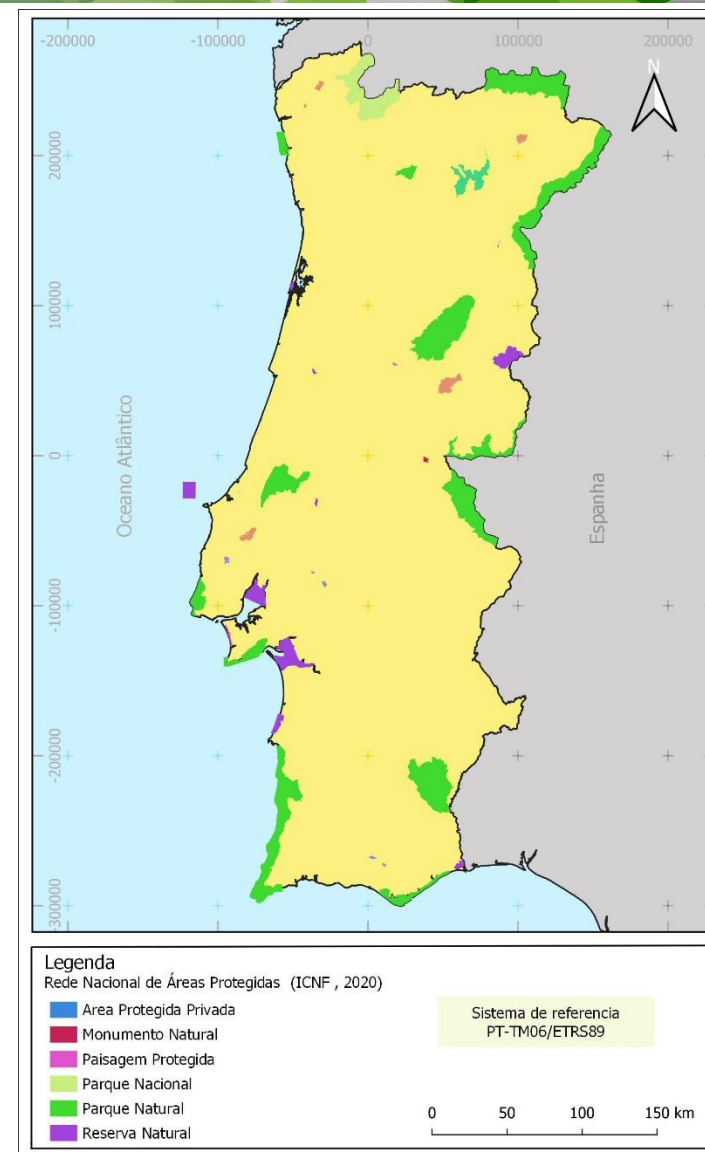 -200000
-100000
0
100000
200000
N
200000
100000
0
-100000
-200000
-300000
Oceano Atlântico
Espanha
Legenda
Rede Nacional de Áreas Protegidas (ICNF , 2020)
Area Protegida Privada
Monumento Natural
Paisagem Protegida
Parque Nacional
Parque Natural
Reserva Natural
Sistema de referencia
PT-TM06/ETRS89
0 50 100 150 km